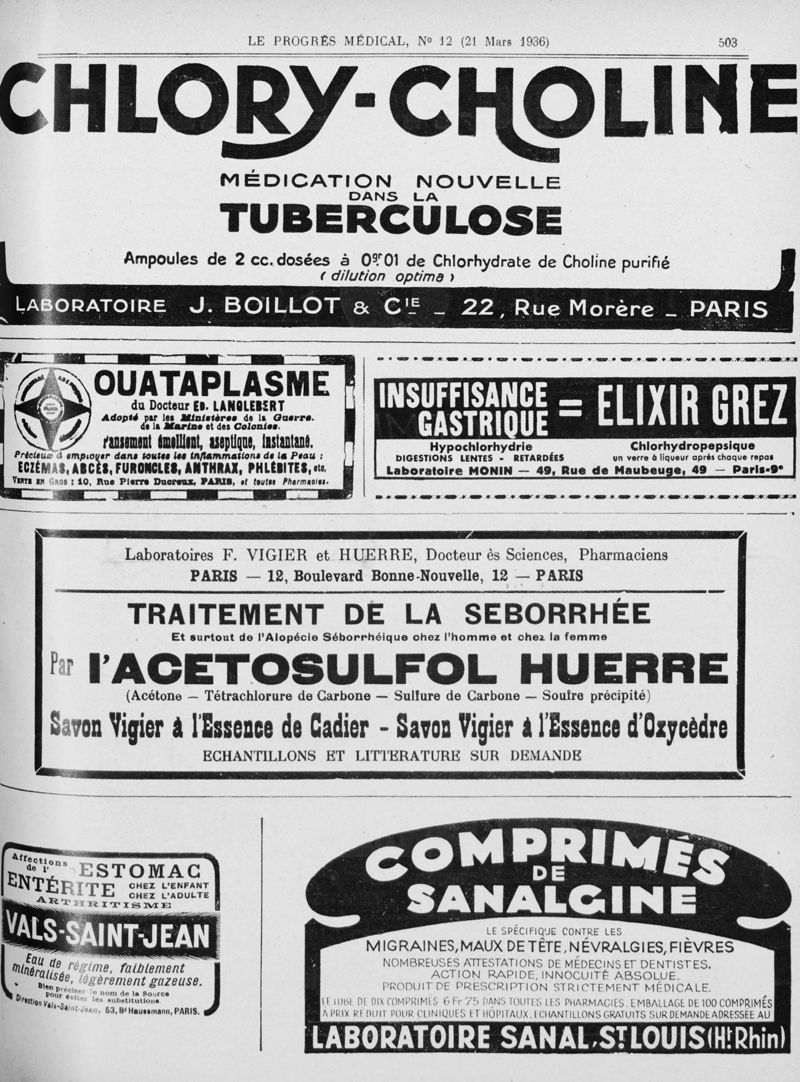 LE PROGRÈS MÉDICAL, Nº 12 (21 Mars 1936)
503
CHLORY-CHOLINE
MÉDICATION NOUVELLE
DANS LA
TUBERCULOSE
Ampoules de 2 cc. dosées à 0gr01 de Chlorhydrate de Choline purifié
(dilution optima)
LABORATOIRE J. BOILLOT & CIE _ 22, Rue Morère _ PARIS
OUATAPLASME
du Docteur ED. LANGLEBERT
Adopté par les Ministères de la Guerre,
de la Marine et des Colonies.
Pansement émollient, aseptique, instantané.
Précieux à employer dans toutes les inflammations de la Peau :
ECZÉMAS, ABCÈS, FURONCLES, ANTHRAX, PHLÉBITES, etc.
VENTE EN GROS : 10, Rue Pierre Ducreux, PARIS, et toutes Pharmacies.
INSUFFISANCE
GASTRIQUE = ELIXIR GREZ
Hypochlorhydrie
Chlorhydropepsique
DIGESTIONS LENTES - RETARDÉES
un verre à liqueur après chaque repas
Laboratoire MONIN — 49, Rue de Maubeuge, 49 — Paris-9e
Laboratoires F. VIGIER et HUERRE, Docteur ès Sciences, Pharmaciens
PARIS — 12, Boulevard Bonne-Nouvelle, 12 — PARIS
TRAITEMENT DE LA SEBORRHÉE
Et surtout de l'Alopécie Séborrhéique chez l'homme et chez la femme
Par l'ACETOSULFOL HUERRE
(Acétone — Tétrachlorure de Carbone — Sulfure de Carbone — Soufre précipité)
Savon Vigier à l'Essence de Cadier - Savon Vigier à l'Essence d'Oxycèdre
ECHANTILLONS ET LITTERATURE SUR DEMANDE
Affections
de l' ESTOMAC
ENTÉRITE CHEZ L'ENFANT
CHEZ L'ADULTE
ARTHRITISME
VALS-SAINT-JEAN
Eau de régime, faiblement
minéralisée, légèrement gazeuse.
Bien préciser le nom de la Source
pour éviter les substitutions.
Direction Vals-Saint-Jean, 53, Bd Haussmann, PARIS.
COMPRIMÉS
DE
SANALGINE
LE SPÉCIFIQUE CONTRE LES
MIGRAINES, MAUX DE TÊTE, NÉVRALGIES, FIÈVRES
NOMBREUSES ATTESTATIONS DE MÉDECINS ET DENTISTES.
ACTION RAPIDE, INNOCUITÉ ABSOLUE.
PRODUIT DE PRESCRIPTION STRICTEMENT MÉDICALE.
LE TUBE DE DIX COMPRIMÉS 6 Fr 75 DANS TOUTES LES PHARMACIES. EMBALLAGE DE 100 COMPRIMÉS
A PRIX RÉDUIT POUR CLINIQUES ET HÔPITAUX. ECHANTILLONS GRATUITS SUR DEMANDE ADRESSÉE AU
LABORATOIRE SANAL, ST LOUIS (HT Rhin)